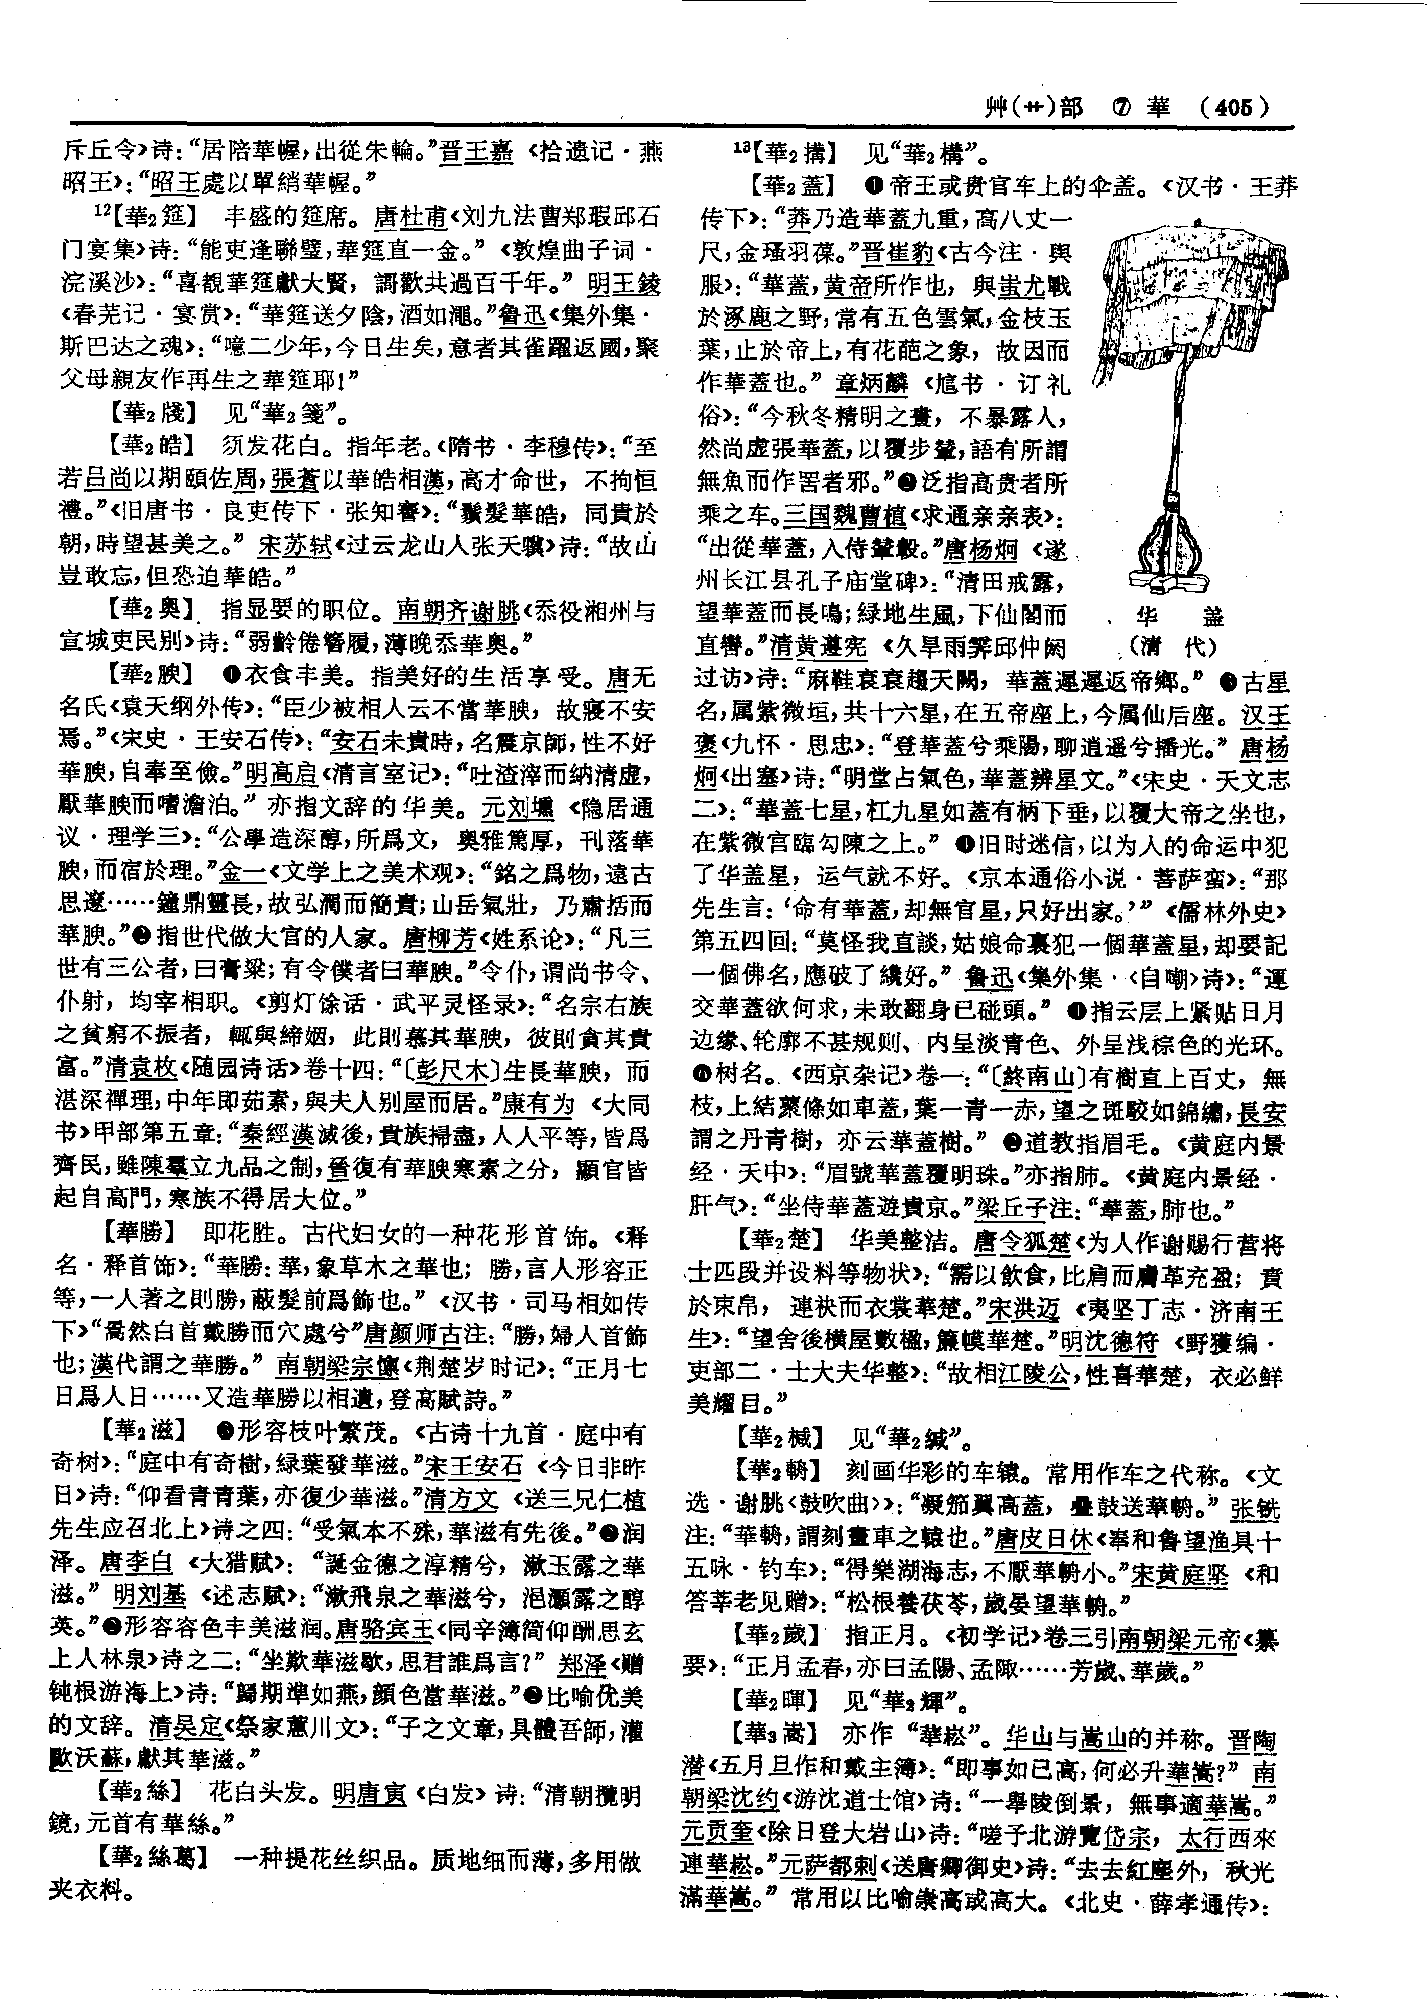 艸(艹)部 ⑦ 華 (405)
斥丘令》诗：“居陪華幄，出從朱輪。”晋王嘉《拾遗记·燕
昭王》：“昭王處以單綃華幄。”
12【華2筵】 丰盛的筵席。唐杜甫《刘九法曹郑瑕邱石
门宴集》诗：“能吏逢聯璧，華筵直一金。”《敦煌曲子词·
浣溪沙》：“喜覩華筵獻大賢，謌歡共過百千年。”明王錂
《春芜记·宴赏》：“華筵送夕陰，酒如澠。”鲁迅《集外集·
斯巴达之魂》：“噫二少年，今日生矣，意者其雀躍返國，聚
父母親友作再生之華筵耶！”
【華2牋】 见“華2箋”。
【華2皓】 须发花白。指年老。《隋书·李穆传》：“至
若吕尚以期頤佐周，張蒼以華皓相漢，高才命世，不拘恒
禮。”《旧唐书·良吏传下·张知謇》：“鬚髮華皓，同貴於
朝，時望甚美之。”宋苏轼《过云龙山人张天骥》诗：“故山
豈敢忘，但恐迫華皓。”
【華2奥】 指显要的职位。南朝齐谢朓《忝役湘州与
宣城吏民别》诗：“弱齡倦簪履，薄晚忝華奥。”
【華2腴】 ❶衣食丰美。指美好的生活享受。唐无
名氏《袁天纲外传》：“臣少被相人云不當華腴，故寢不安
焉。”《宋史·王安石传》：“安石未貴時，名震京師，性不好
華腴，自奉至儉。”明高启《清言室记》：“吐渣滓而納清虚，
厭華腴而嗜澹泊。”亦指文辞的华美。元刘壎《隐居通
议·理学三》：“公學造深醇，所爲文，奥雅篤厚，刊落華
腴，而宿於理。”金一《文学上之美术观》：“銘之爲物，遠古
思邃……鐘鼎靈長，故弘潤而簡貴；山岳氣壯，乃肅括而
華腴。”❷指世代做大官的人家。唐柳芳《姓系论》：“凡三
世有三公者，曰膏粱；有令僕者曰華腴。”令仆，谓尚书令、
仆射，均宰相职。《剪灯馀话·武平灵怪录》：“名宗右族
之貧窮不振者，輒與締姻，此則慕其華腴，彼則貪其貴
富。”清袁枚《随园诗话》卷十四：“〔彭尺木〕生長華腴，而
湛深禪理，中年即茹素，與夫人别屋而居。”康有为《大同
书》甲部第五章：“秦經漢滅後，貴族掃盡，人人平等，皆爲
齊民，雖陳羣立九品之制，晉復有華腴寒素之分，顯官皆
起自高門，寒族不得居大位。”
【華勝】 即花胜。古代妇女的一种花形首饰。《释
名·释首饰》：“華勝：華，象草木之華也；勝，言人形容正
等，一人著之則勝，蔽髮前爲飾也。”《汉书·司马相如传
下》“暠然白首戴勝而穴處兮”唐颜师古注：“勝，婦人首飾
也；漢代謂之華勝。”南朝梁宗懔《荆楚岁时记》：“正月七
日爲人日……又造華勝以相遺，登高賦詩。”
【華2滋】 ❶形容枝叶繁茂。《古诗十九首·庭中有
奇树》：“庭中有奇樹，緑葉發華滋。”宋王安石《今日非昨
日》诗：“仰看青青葉，亦復少華滋。”清方文《送三兄仁植
先生应召北上》诗之四：“受氣本不殊，華滋有先後。”❷润
泽。唐李白《大猎赋》：“誕金德之淳精兮，漱玉露之華
滋。”明刘基《述志赋》：“漱飛泉之華滋兮，浥灝露之醇
英。”❸形容容色丰美滋润。唐骆宾王《同辛簿简仰酬思玄
上人林泉》诗之二：“坐歎華滋歇，思君誰爲言？”郑泽《赠
钝根游海上》诗：“歸期準如燕，顔色當華滋。”❹比喻优美
的文辞。清吴定《祭家蕙川文》：“子之文章，具體吾師，灌
歐沃蘇，獻其華滋。”
【華2絲】 花白头发。明唐寅《白发》诗：“清朝攬明
鏡，元首有華絲。”
【華2絲葛】 一种提花丝织品。质地细而薄，多用做
夹衣料。
13【華2搆】 见“華2構”。
【華2蓋】 ❶帝王或贵官车上的伞盖。《汉书·王莽
传下》：“莽乃造華蓋九重，高八丈一
尺，金瑵羽葆。”晋崔豹《古今注·舆
服》：“華蓋，黄帝所作也，與蚩尤戰
於涿鹿之野，常有五色雲氣，金枝玉
葉，止於帝上，有花葩之象，故因而
作華蓋也。”章炳麟《訄书·订礼
俗》：“今秋冬精明之晝，不暴露人，
然尚虚張華蓋，以覆步輦，語有所謂
無魚而作罟者邪。”❷泛指高贵者所
乘之车。三国魏曹植《求通亲亲表》：
“出從華蓋，入侍輦轂。”唐杨炯《遂
州长江县孔子庙堂碑》：“清田戒露，
望華蓋而長鳴；緑地生風，下仙閣而
直轡。”清黄遵宪《久旱雨霁邱仲阏
过访》诗：“麻鞋衮衮趨天闕，華蓋遲遲返帝鄉。”❸古星
名，属紫微垣，共十六星，在五帝座上，今属仙后座。汉王
褒《九怀·思忠》：“登華蓋兮乘陽，聊逍遥兮播光。”唐杨
炯《出塞》诗：“明堂占氣色，華蓋辨星文。”《宋史·天文志
二》：“華蓋七星，杠九星如蓋有柄下垂，以覆大帝之坐也，
在紫微宫臨勾陳之上。”❹旧时迷信，以为人的命运中犯
了华盖星，运气就不好。《京本通俗小说·菩萨蛮》：“那
先生言：‘命有華蓋，却無官星，只好出家。’”《儒林外史》
第五四回：“莫怪我直談，姑娘命裏犯一個華蓋星，却要記
一個佛名，應破了纔好。”鲁迅《集外集·〈自嘲〉诗》：“運
交華蓋欲何求，未敢翻身已碰頭。”❺指云层上紧贴日月
边缘、轮廓不甚规则、内呈淡青色、外呈浅棕色的光环。
❻树名。《西京杂记》卷一：“〔終南山〕有樹直上百丈，無
枝，上結藂條如車蓋，葉一青一赤，望之斑駮如錦繡，長安
謂之丹青樹，亦云華蓋樹。”❼道教指眉毛。《黄庭内景
经·天中》：“眉號華蓋覆明珠。”亦指肺。《黄庭内景经·
肝气》：“坐侍華蓋遊貴京。”梁丘子注：“華蓋，肺也。”
华 盖
(清 代)
【華2楚】 华美整洁。唐令狐楚《为人作谢赐行营将
士四段并设料等物状》：“需以飲食，比肩而膚革充盈；賁
於束帛，連袂而衣裳華楚。”宋洪迈《夷坚丁志·济南王
生》：“望舍後横屋數楹，簾幙華楚。”明沈德符《野獲编·
吏部二·士大夫华整》：“故相江陵公，性喜華楚，衣必鮮
美耀目。”
【華2椷】 见“華2緘”。
【華2輈】 刻画华彩的车辕。常用作车之代称。《文
选·谢朓〈鼓吹曲〉》：“凝笳翼高蓋，疊鼓送華輈。”张铣
注：“華輈，謂刻畫車之轅也。”唐皮日休《奉和鲁望渔具十
五咏·钓车》：“得樂湖海志，不厭華輈小。”宋黄庭坚《和
答莘老见赠》：“松根養茯苓，歲晏望華輈。”
【華2歲】 指正月。《初学记》卷三引南朝梁元帝《纂
要》：“正月孟春，亦曰孟陽、孟陬……芳歲、華歲。”
【華2暉】 见“華2輝”。
【華3嵩】 亦作“華崧”。华山与嵩山的并称。晋陶
潜《五月旦作和戴主簿》：“即事如已高，何必升華嵩？”南
朝梁沈约《游沈道士馆》诗：“一舉陵倒景，無事適華嵩。”
元贡奎《除日登大岩山》诗：“嗟予北游覽岱宗，太行西來
連華崧。”元萨都剌《送唐卿御史》诗：“去去紅塵外，秋光
滿華嵩。”常用以比喻崇高或高大。《北史·薛孝通传》：